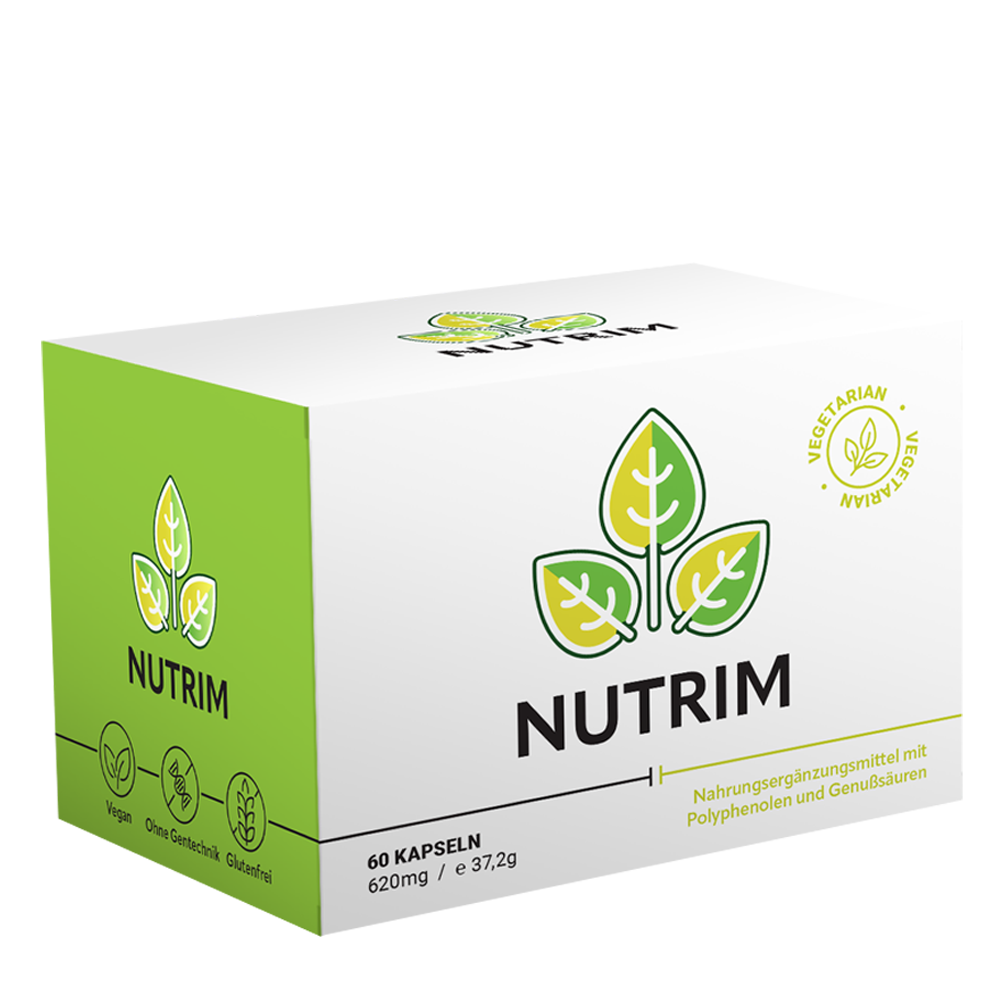 NUTRIM
NUTRIM
Vegan
Ohne Gentechnik
Glutenfrei
VEGETARIAN • VEGETARIAN •
NUTRIM
Nahrungsergänzungsmittel mit
Polyphenolen und Genußsäuren
60 KAPSELN
620mg / ℮ 37,2g